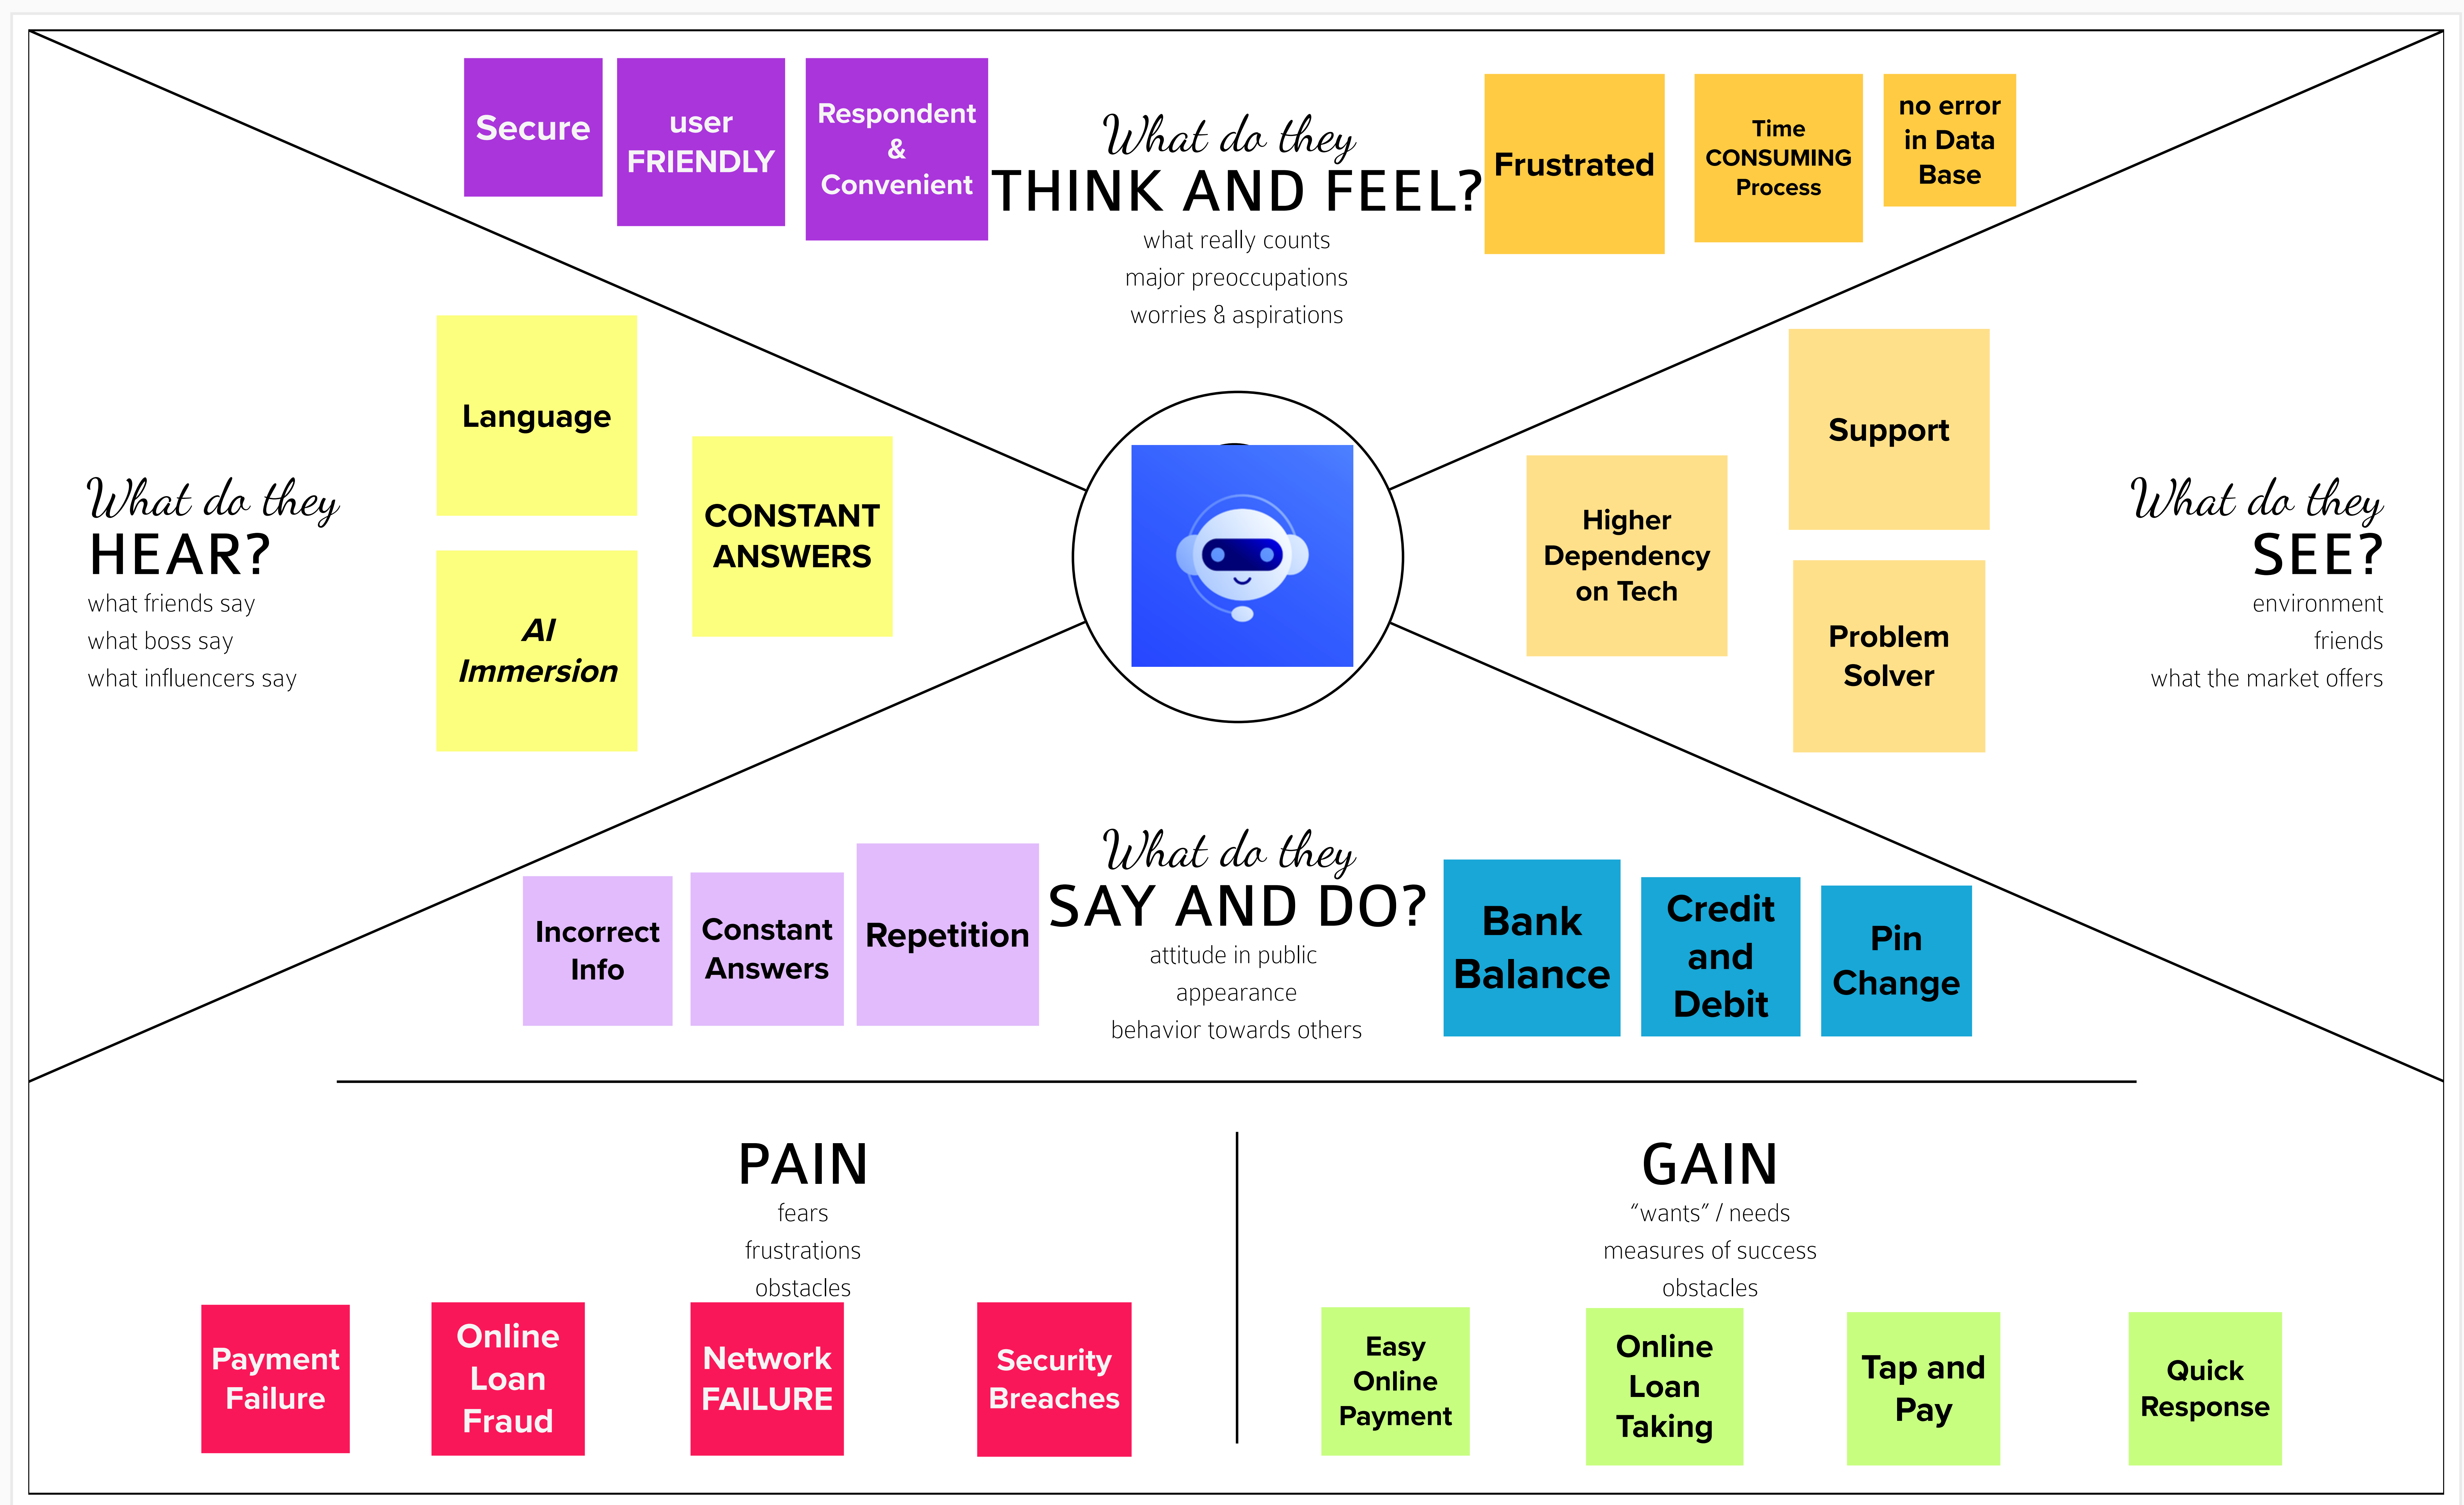 Secure
user
FRIENDLY
Respondent
&
Convenient
What do they
THINK AND FEEL?
what really counts
major preoccupations
worries & aspirations
Frustrated
Time
CONSUMING
Process
no error
in Data
Base
What do they
HEAR?
what friends say
what boss say
what influencers say
Language
AI
Immersion
CONSTANT
ANSWERS
Higher
Dependency
on Tech
Support
Problem
Solver
What do they
SEE?
environment
friends
what the market offers
Incorrect
Info
Constant
Answers
Repetition
What do they
SAY AND DO?
attitude in public
appearance
behavior towards others
Bank
Balance
Credit
and
Debit
Pin
Change
PAIN
fears
frustrations
obstacles
Payment
Failure
Online
Loan
Fraud
Network
FAILURE
Security
Breaches
GAIN
“wants” / needs
measures of success
obstacles
Easy
Online
Payment
Online
Loan
Taking
Tap and
Pay
Quick
Response